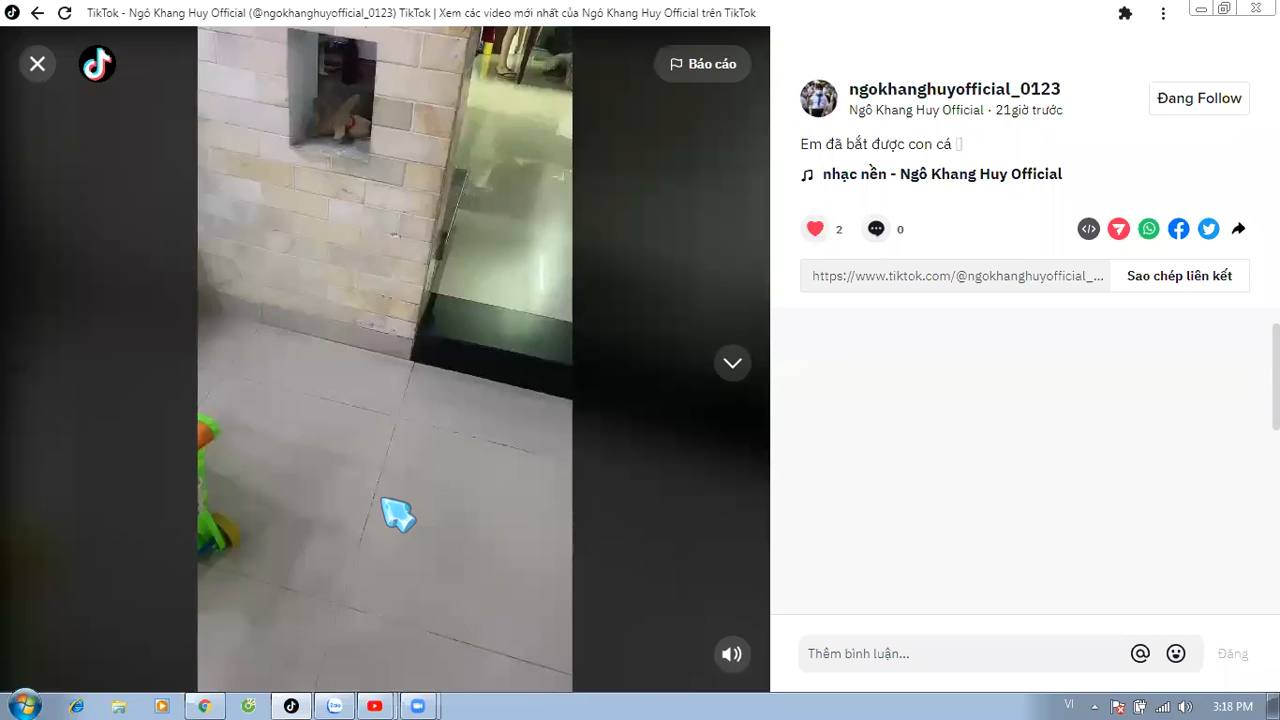 TikTok - Ngô Khang Huy Official (@ngokhanghuyofficial_0123) TikTok | Xem các video mới nhất của Ngô Khang Huy Official trên TikTok
Báo cáo
ngokhanghuyofficial_0123
Ngô Khang Huy Official · 21giờ trước
Đang Follow
Em đã bắt được con cá
nhạc nền - Ngô Khang Huy Official
2
0
https://www.tiktok.com/@ngokhanghuyofficial_...
Sao chép liên kết
Thêm bình luận...
Đăng
Zalo
VI
3:18 PM